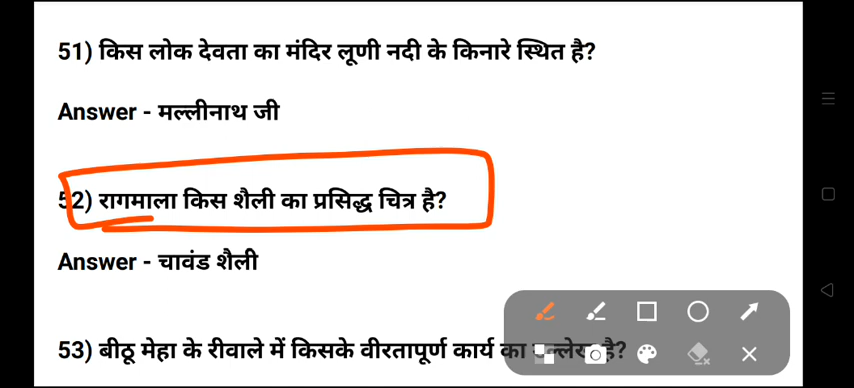 51) किस लोक देवता का मंदिर लूणी नदी के किनारे स्थित है?
Answer - मल्लीनाथ जी
52) रागमाला किस शैली का प्रसिद्ध चित्र है?
Answer - चावंड शैली
53) बीठू मेहा के रीवाले में किसके वीरतापूर्ण कार्य का है?